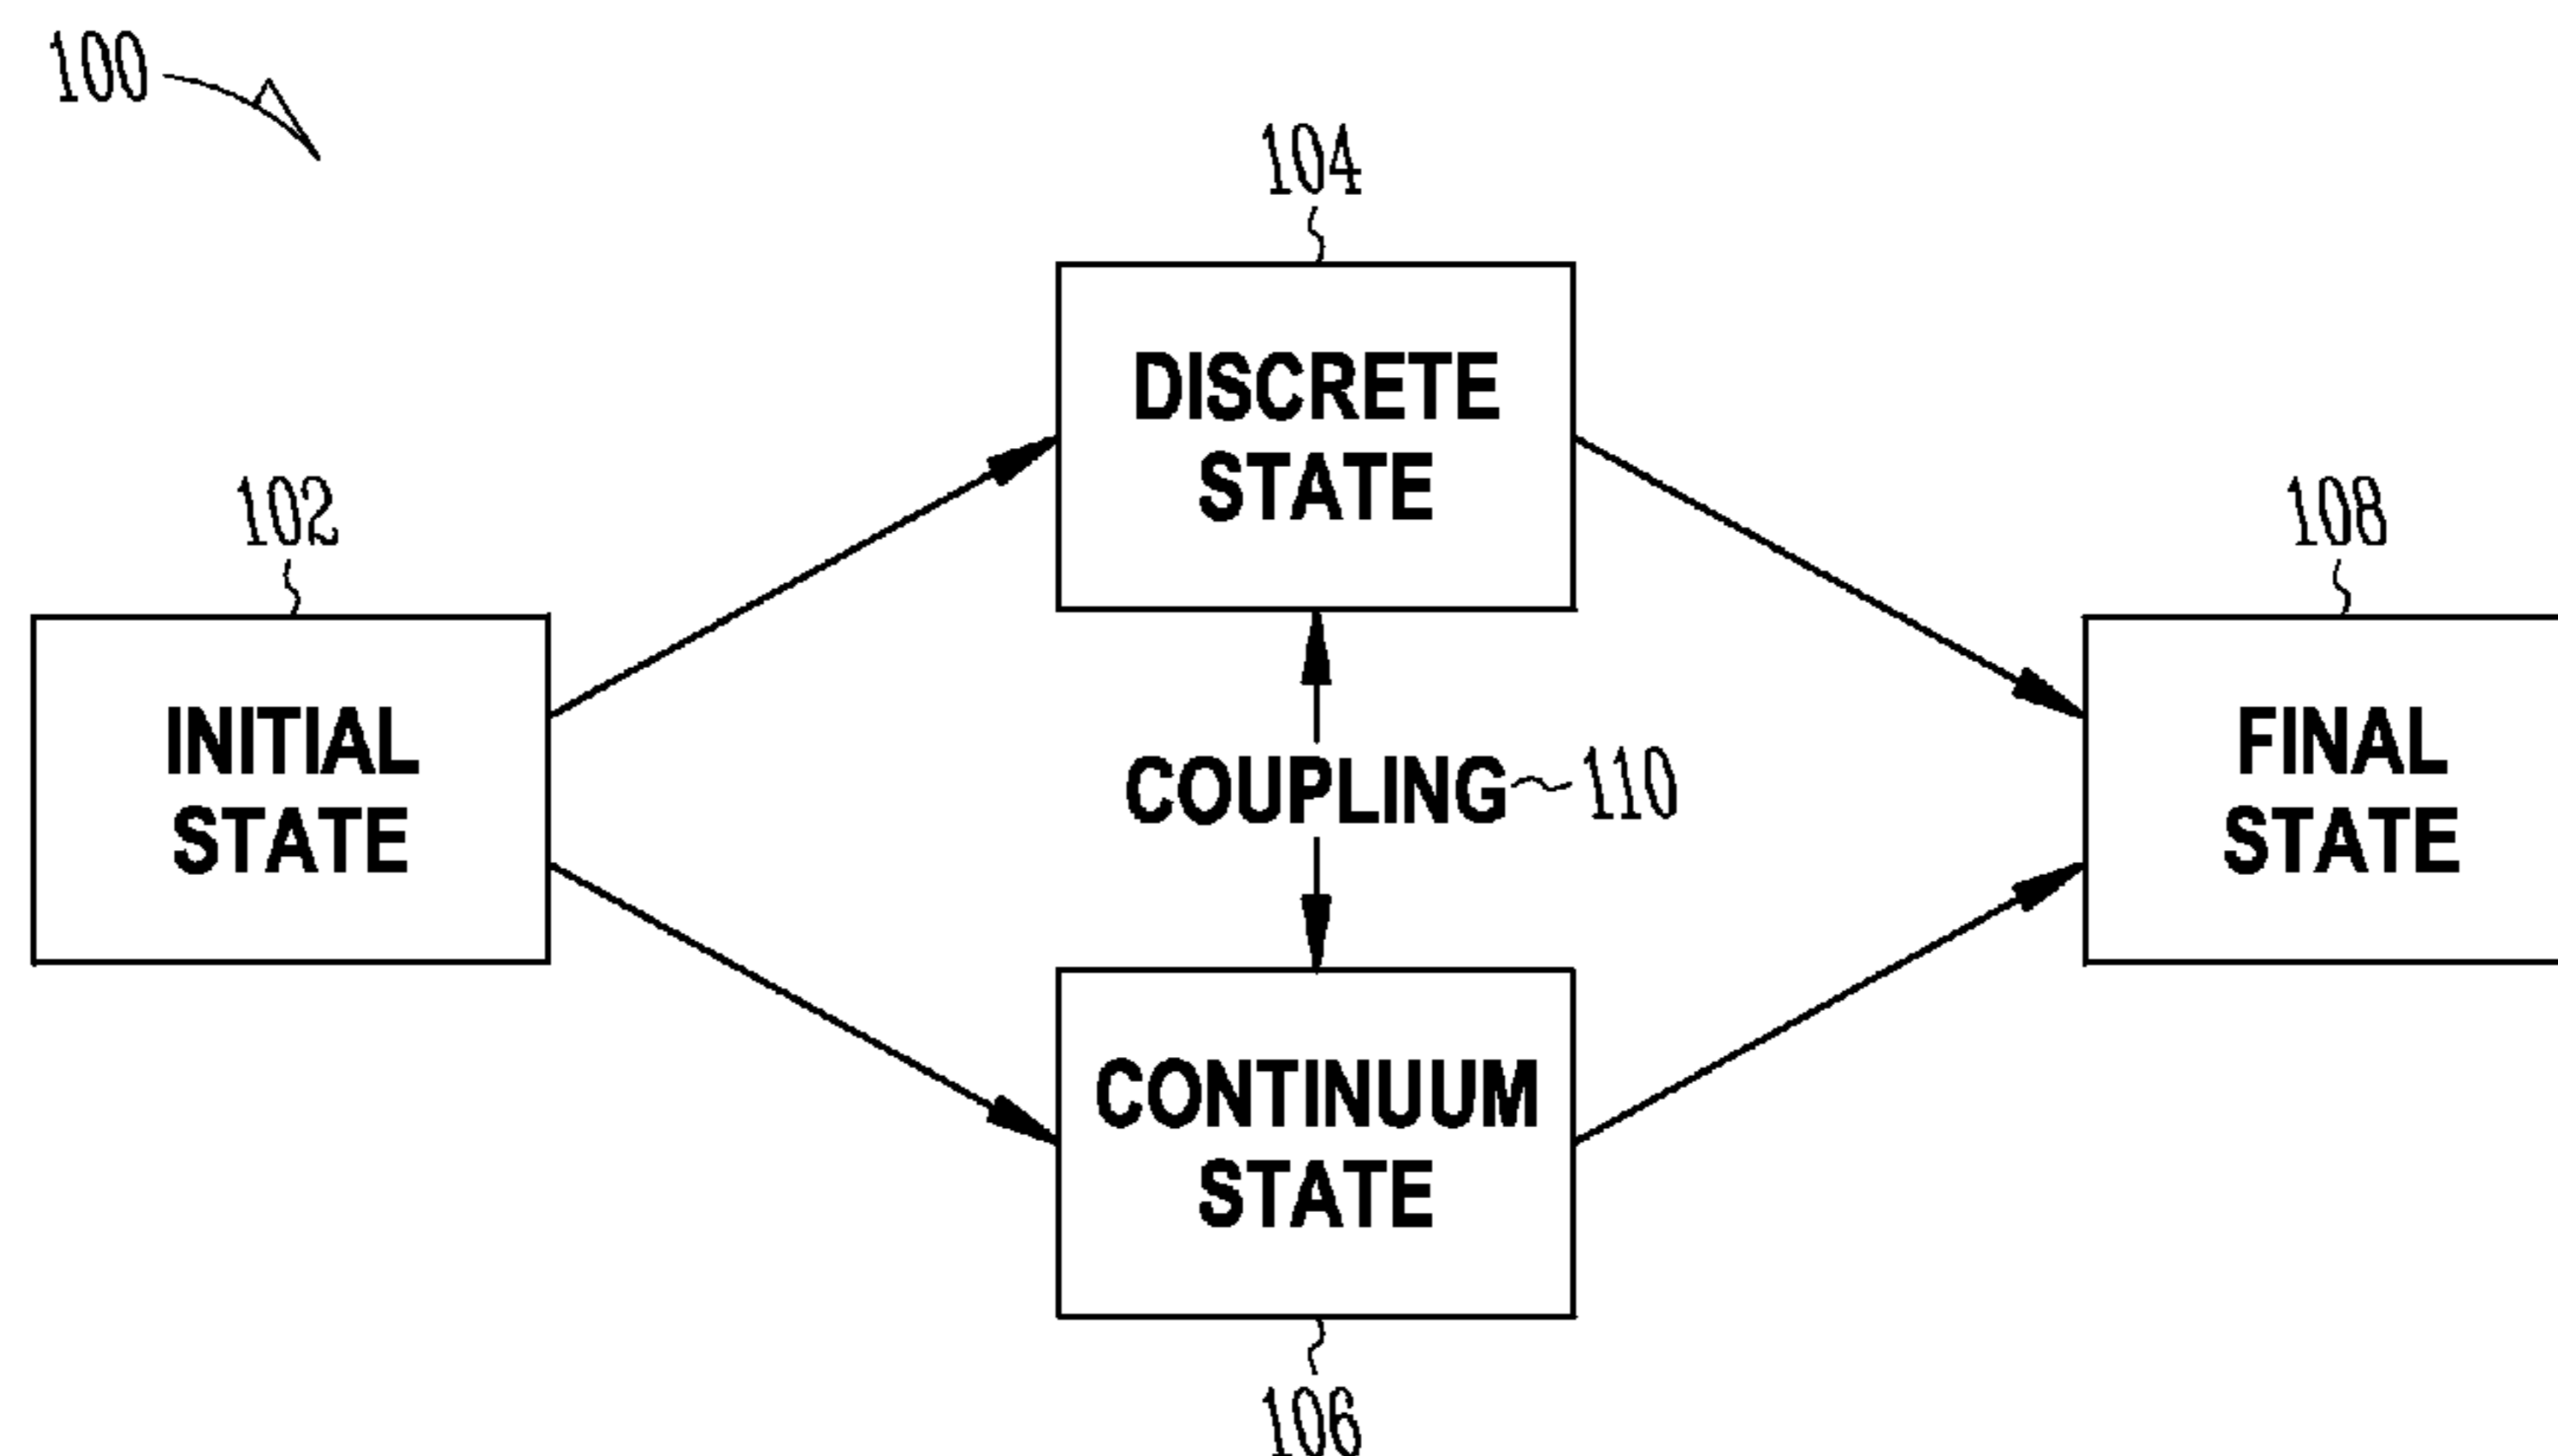 100
104
DISCRETE
STATE
102
108
INITIAL
STATE
COUPLING 110
FINAL
STATE
CONTINUUM
STATE
106